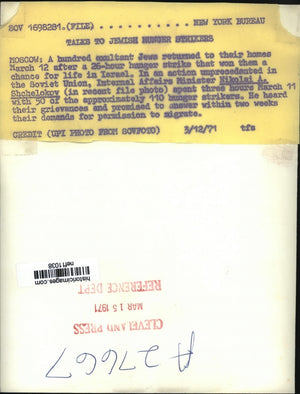 SOV 1698281.(FILE) . . . . . . . . . . NEW YORK BUREAU
TALKS TO JEWISH HUNGER STRIKERS
MOSCOW: A hundred exultant Jews returned to their homes
March 12 after a 26-hour hunger strike that won them a
chance for life in Israel. In an action unprecedented in
the Soviet Union, Internal Affairs Minister Nikolai A.
Shchelokov (in recent file photo) spent three hours March 11
with 50 of the approximately 110 hunger strikers. He heard
their grievances and promised to answer within two weeks
their demands for permission to migrate.
CREDIT (UPI PHOTO FROM SOVFOTO) 3/12/71 tfs
historicimages.com
nef11038
CLEVELAND PRESS
MAR 15 1971
REFERENCE DEPT
A27667